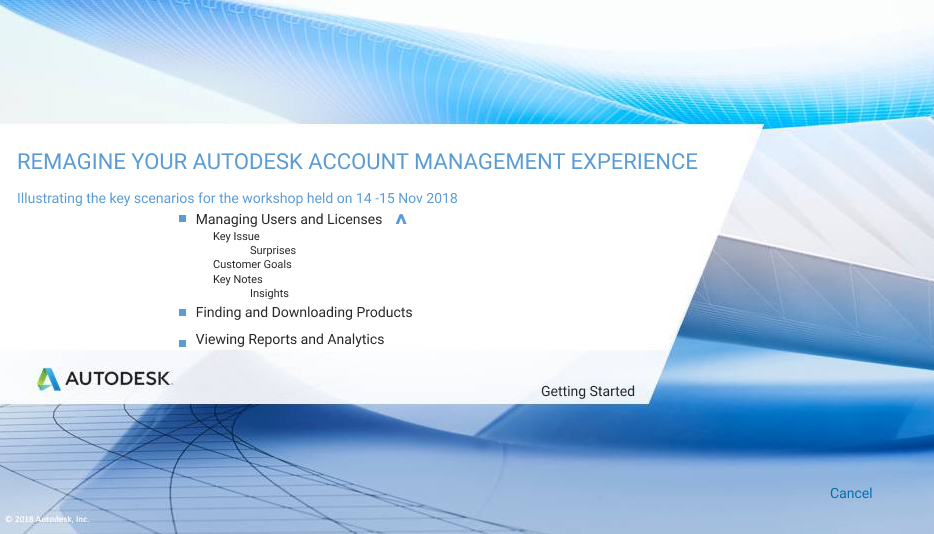 REMAGINE YOUR AUTODESK ACCOUNT MANAGEMENT EXPERIENCE
Illustrating the key scenarios for the workshop held on 14 -15 Nov 2018
Managing Users and Licenses
Key Issue
Surprises
Customer Goals
Key Notes
Insights
Finding and Downloading Products
Viewing Reports and Analytics
AUTODESK.
Getting Started
Cancel
© 2018 Autodesk, Inc.